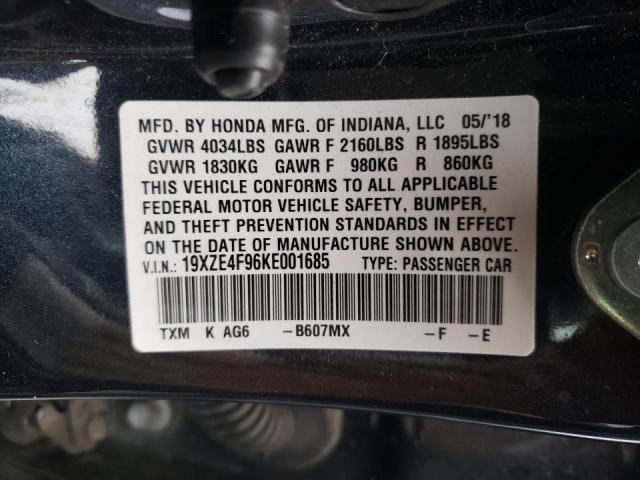 MFD. BY HONDA MFG. OF INDIANA, LLC 05/'18
GVWR 4034LBS GAWR F 2160LBS R 1895LBS
GVWR 1830KG GAWR F 980KG R 860KG
THIS VEHICLE CONFORMS TO ALL APPLICABLE
FEDERAL MOTOR VEHICLE SAFETY, BUMPER,
AND THEFT PREVENTION STANDARDS IN EFFECT
ON THE DATE OF MANUFACTURE SHOWN ABOVE.
V.I.N.: 19XZE4F96KE001685 TYPE: PASSENGER CAR
TXM K AG6 -B607MX -F -E